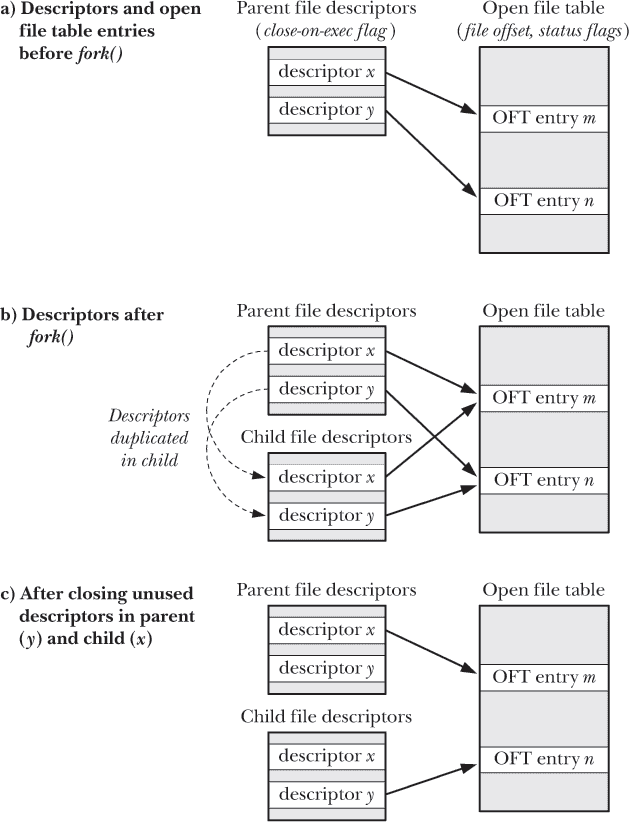 a) Descriptors and open
file table entries
before fork()
Parent file descriptors
(close-on-exec flag)
Open file table
(file offset, status flags)
descriptor x
descriptor y
OFT entry m
OFT entry n
b) Descriptors after
fork()
Parent file descriptors
Open file table
descriptor x
descriptor y
Descriptors
duplicated
in child
Child file descriptors
descriptor x
descriptor y
OFT entry m
OFT entry n
c) After closing unused
descriptors in parent
(y) and child (x)
Parent file descriptors
Open file table
descriptor x
descriptor y
Child file descriptors
descriptor x
descriptor y
OFT entry m
OFT entry n